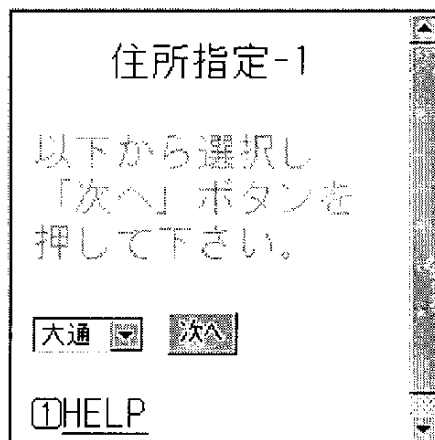 住所指定-1
以下から選択し
「次へ」ボタンを
押して下さい。
大通 次へ
1HELP